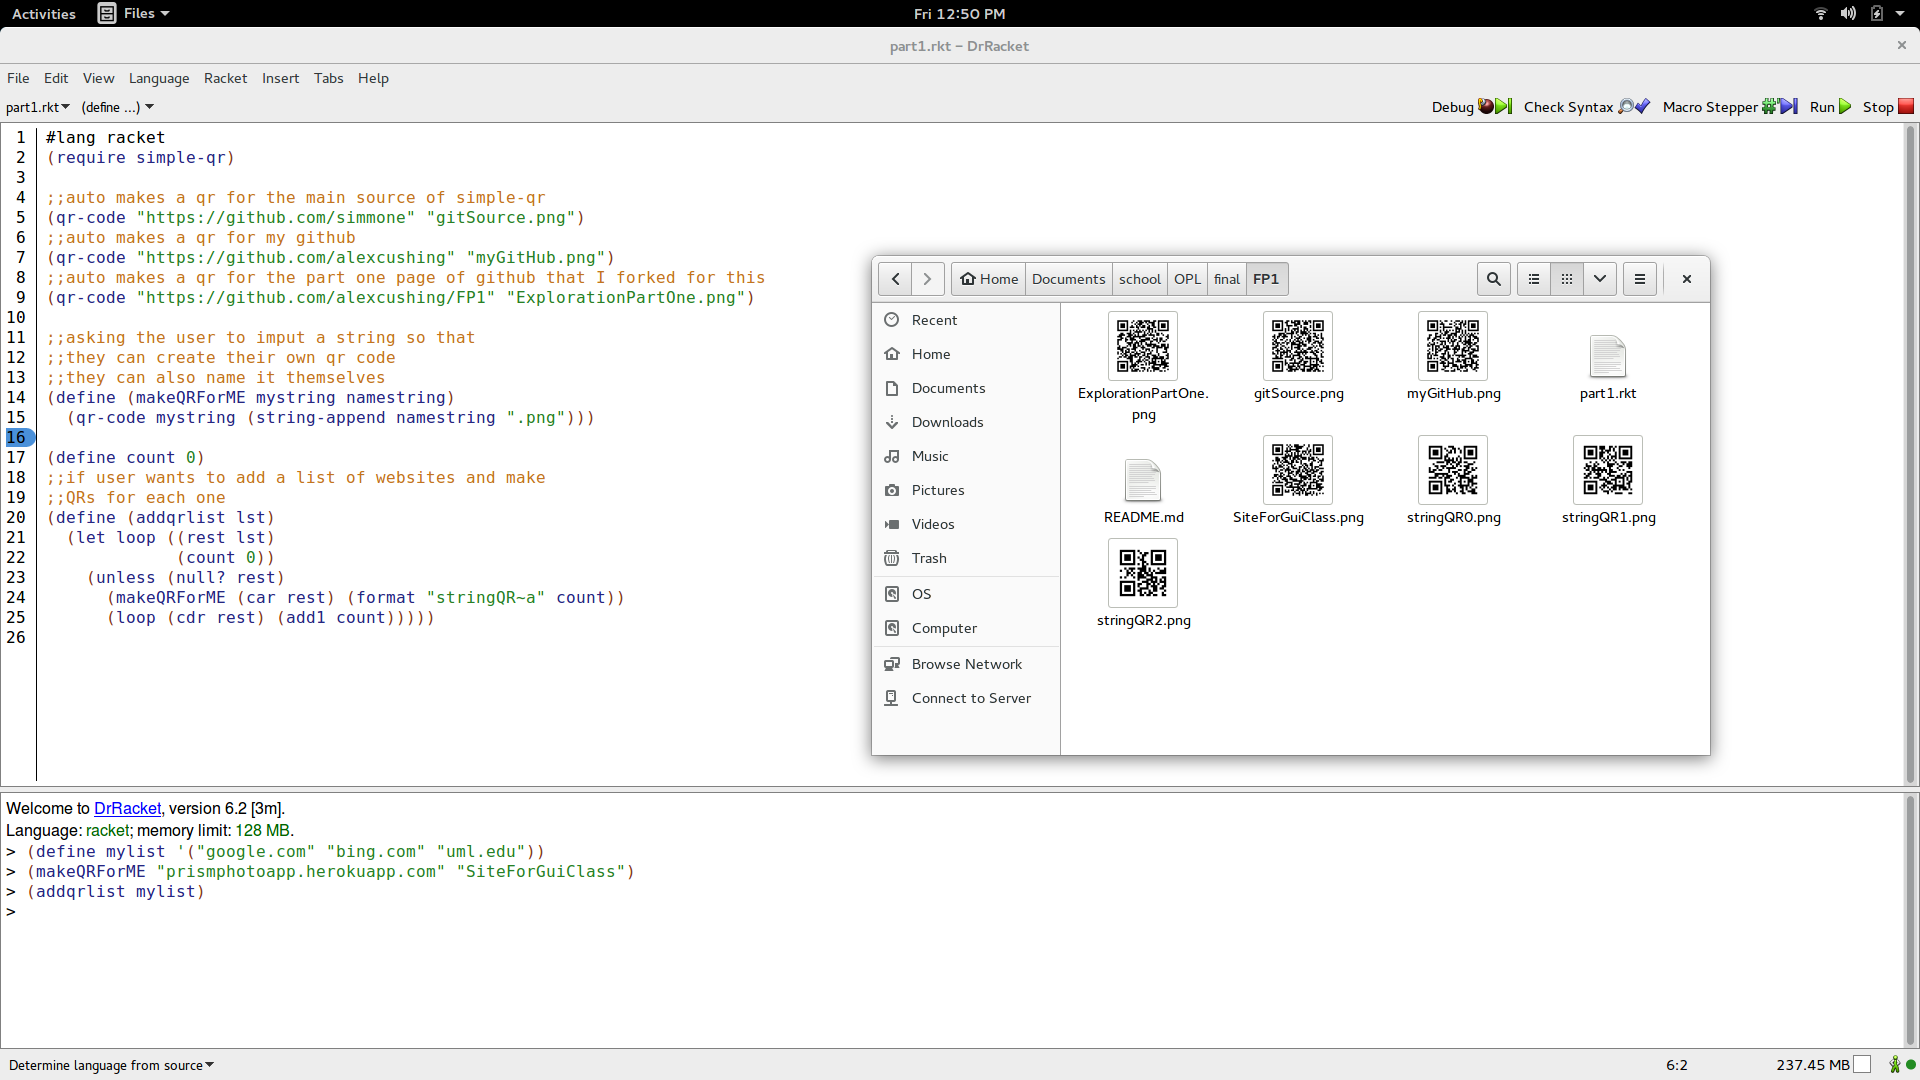 Activities Files Fri 12:50 PM
part1.rkt – DrRacket
File Edit View Language Racket Insert Tabs Help
part1.rkt (define ...) Debug Check Syntax Macro Stepper Run Stop
1 #lang racket
2 (require simple-qr)
3
4 ;;auto makes a qr for the main source of simple-qr
5 (qr-code "https://github.com/simmone" "gitSource.png")
6 ;;auto makes a qr for my github
7 (qr-code "https://github.com/alexcushing" "myGitHub.png")
8 ;;auto makes a qr for the part one page of github that I forked for this
9 (qr-code "https://github.com/alexcushing/FP1" "ExplorationPartOne.png")
10
11 ;;asking the user to imput a string so that
12 ;;they can create their own qr code
13 ;;they can also name it themselves
14 (define (makeQRForME mystring namestring)
15 (qr-code mystring (string-append namestring ".png")))
16
17 (define count 0)
18 ;;if user wants to add a list of websites and make
19 ;;QRs for each one
20 (define (addqrlist lst)
21 (let loop ((rest lst)
22 (count 0))
23 (unless (null? rest)
24 (makeQRForME (car rest) (format "stringQR~a" count))
25 (loop (cdr rest) (add1 count)))))
26
Home Documents school OPL final FP1
Recent
Home
Documents
Downloads
Music
Pictures
Videos
Trash
OS
Computer
Browse Network
Connect to Server
ExplorationPartOne.
png
gitSource.png
myGitHub.png
part1.rkt
README.md
SiteForGuiClass.png
stringQR0.png
stringQR1.png
stringQR2.png
Welcome to DrRacket, version 6.2 [3m].
Language: racket; memory limit: 128 MB.
> (define mylist '("google.com" "bing.com" "uml.edu"))
> (makeQRForME "prismphotoapp.herokuapp.com" "SiteForGuiClass")
> (addqrlist mylist)
>
Determine language from source 6:2 237.45 MB